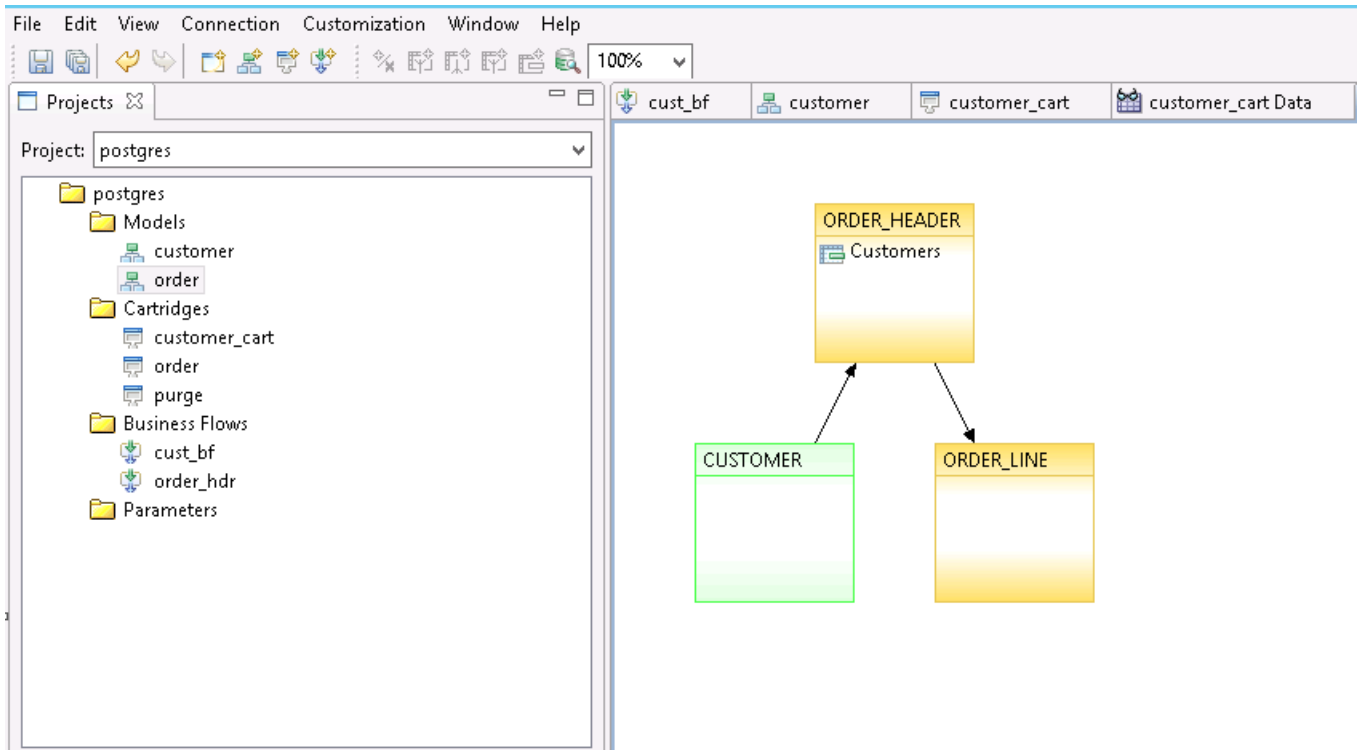 File Edit View Connection Customization Window Help
100%
Projects
cust_bf customer customer_cart customer_cart Data
Project: postgres
postgres
Models
customer
order
Cartridges
customer_cart
order
purge
Business Flows
cust_bf
order_hdr
Parameters
ORDER_HEADER
Customers
CUSTOMER
ORDER_LINE